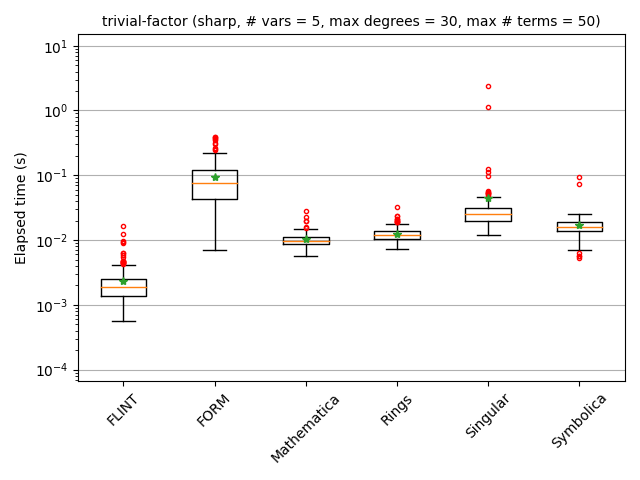 trivial-factor (sharp, # vars = 5, max degrees = 30, max # terms = 50)
Elapsed time (s)
10^1
10^0
10^-1
10^-2
10^-3
10^-4
FLINT
FORM
Mathematica
Rings
Singular
Symbolica